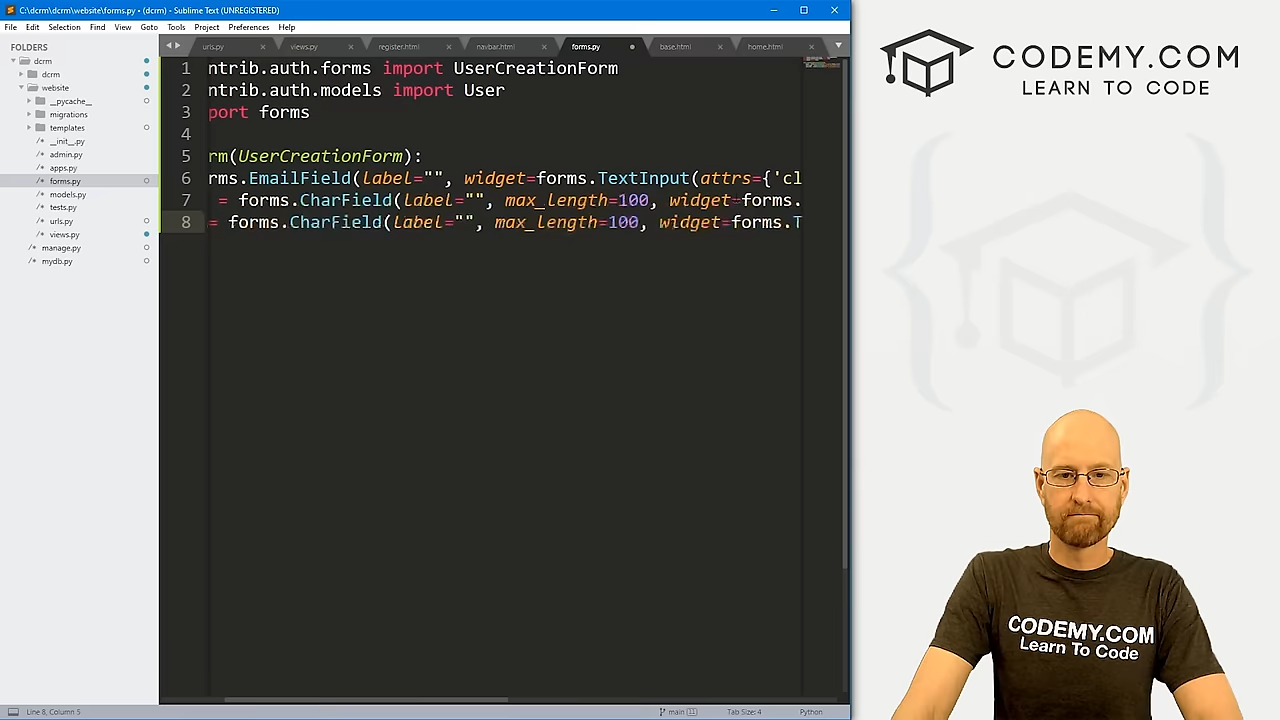 C:\dcrm\dcrm\website\forms.py • (dcrm) - Sublime Text (UNREGISTERED)
File Edit Selection Find View Goto Tools Project Preferences Help
FOLDERS
dcrm
dcrm
website
__pycache__
migrations
templates
__init__.py
admin.py
apps.py
forms.py
models.py
tests.py
urls.py
views.py
manage.py
mydb.py
urls.py views.py register.html navbar.html forms.py base.html home.html
1 ntrib.auth.forms import UserCreationForm
2 ntrib.auth.models import User
3 port forms
4
5 rm(UserCreationForm):
6 rms.EmailField(label="", widget=forms.TextInput(attrs={'cl
7 = forms.CharField(label="", max_length=100, widget=forms.
8 = forms.CharField(label="", max_length=100, widget=forms.T
Line 8, Column 5 main 11 Tab Size: 4 Python
CODEMY.COM
LEARN TO CODE
CODEMY.COM
Learn To Code